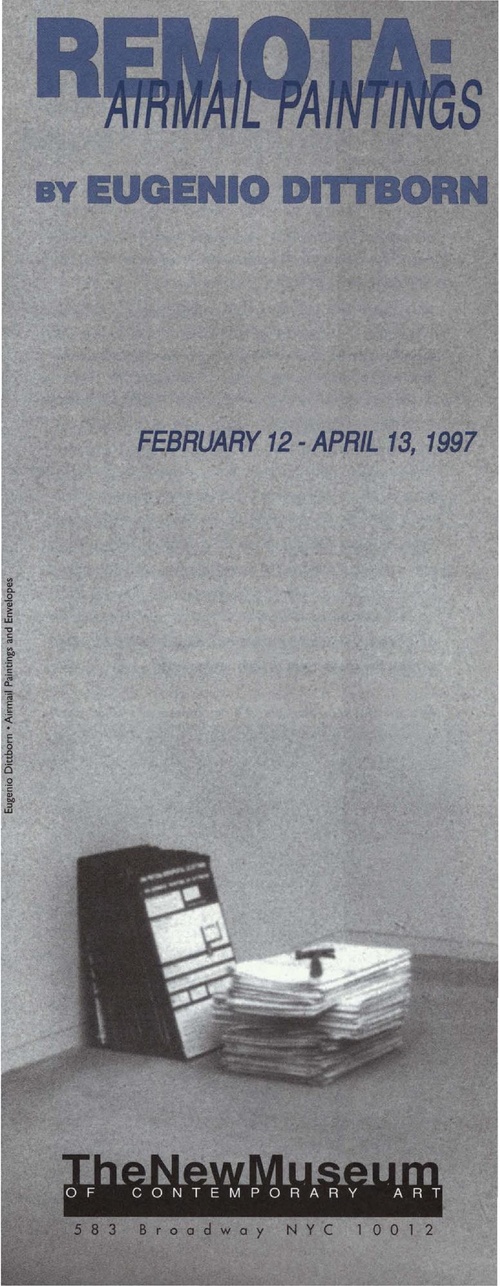 REMOTA:
AIRMAIL PAINTINGS
BY EUGENIO DITTBORN
FEBRUARY 12 - APRIL 13, 1997
Eugenio Dittborn • Airmail Paintings and Envelopes
TheNewMuseum
OF CONTEMPORARY ART
583 Broadway NYC 10012